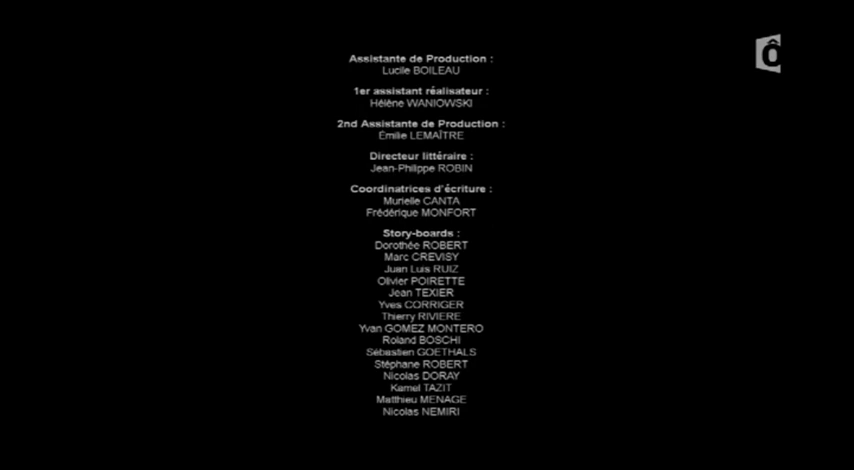 ô
Assistante de Production :
Lucile BOILEAU
1er assistant réalisateur :
Hélène WANIOWSKI
2nd Assistante de Production :
Émilie LEMAÎTRE
Directeur littéraire :
Jean-Philippe ROBIN
Coordinatrices d'écriture :
Murielle CANTA
Frédérique MONFORT
Story-boards :
Dorothée ROBERT
Marc CREVISY
Juan Luis RUIZ
Olivier POIRETTE
Jean TEXIER
Yves CORRIGER
Thierry RIVIERE
Yvan GOMEZ MONTERO
Roland BOSCHI
Sébastien GOETHALS
Stéphane ROBERT
Nicolas DORAY
Kamel TAZIT
Matthieu MENAGE
Nicolas NEMIRI